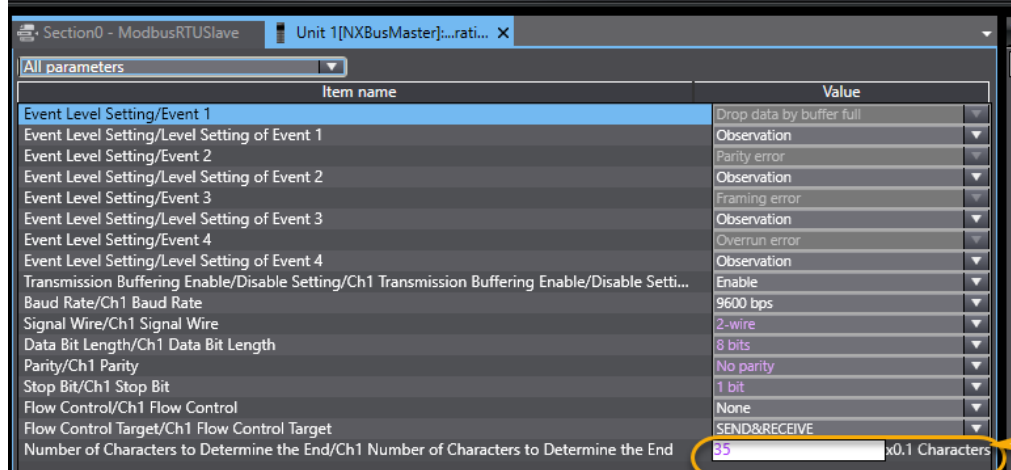 Section0 - ModbusRTUSlave Unit 1[NXBusMaster]:...rati... X
All parameters
Item name Value
Event Level Setting/Event 1 Drop data by buffer full
Event Level Setting/Level Setting of Event 1 Observation
Event Level Setting/Event 2 Parity error
Event Level Setting/Level Setting of Event 2 Observation
Event Level Setting/Event 3 Framing error
Event Level Setting/Level Setting of Event 3 Observation
Event Level Setting/Event 4 Overrun error
Event Level Setting/Level Setting of Event 4 Observation
Transmission Buffering Enable/Disable Setting/Ch1 Transmission Buffering Enable/Disable Setti... Enable
Baud Rate/Ch1 Baud Rate 9600 bps
Signal Wire/Ch1 Signal Wire 2-wire
Data Bit Length/Ch1 Data Bit Length 8 bits
Parity/Ch1 Parity No parity
Stop Bit/Ch1 Stop Bit 1 bit
Flow Control/Ch1 Flow Control None
Flow Control Target/Ch1 Flow Control Target SEND&RECEIVE
Number of Characters to Determine the End/Ch1 Number of Characters to Determine the End 35 x0.1 Characters